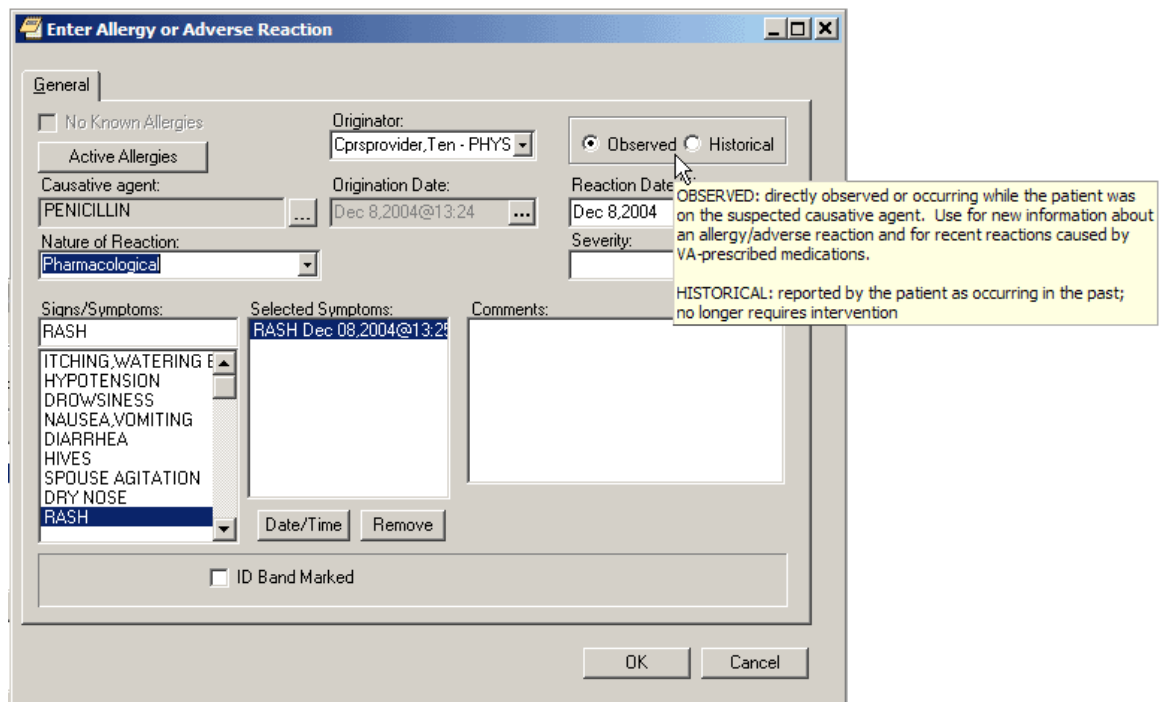 Enter Allergy or Adverse Reaction
General
No Known Allergies
Active Allergies
Originator:
Cprsprovider,Ten - PHYS
Observed
Historical
Causative agent:
PENICILLIN
...
Origination Date:
Dec 8,2004@13:24
...
Reaction Date
Dec 8,2004
Nature of Reaction:
Pharmacological
Severity:
OBSERVED: directly observed or occurring while the patient was
on the suspected causative agent.  Use for new information about
an allergy/adverse reaction and for recent reactions caused by
VA-prescribed medications.
HISTORICAL: reported by the patient as occurring in the past;
no longer requires intervention
Signs/Symptoms:
RASH
ITCHING,WATERING E
HYPOTENSION
DROWSINESS
NAUSEA,VOMITING
DIARRHEA
HIVES
SPOUSE AGITATION
DRY NOSE
RASH
Selected Symptoms:
RASH Dec 08,2004@13:25
Date/Time
Remove
Comments:
ID Band Marked
OK
Cancel